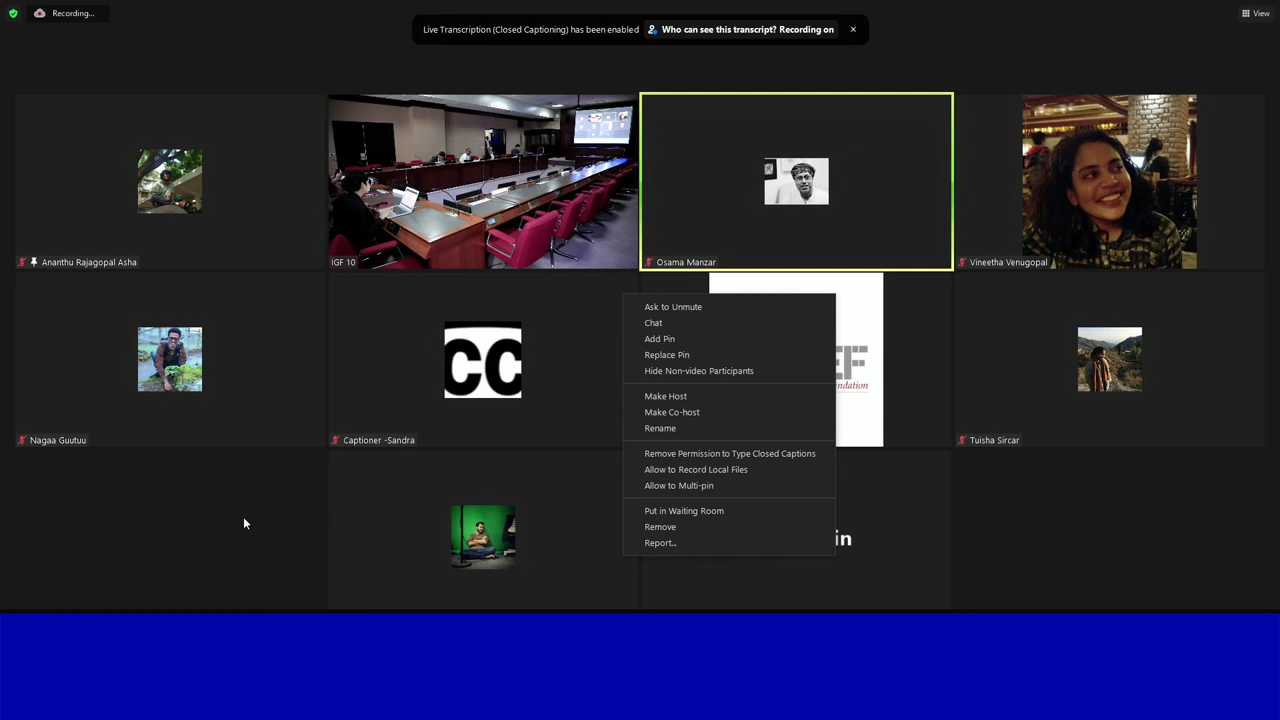 Recording...
View
Live Transcription (Closed Captioning) has been enabled
Who can see this transcript? Recording on
Ananthu Rajagopal Asha
IGF 10
Osama Manzar
Vineetha Venugopal
Nagaa Guutuu
CC
Captioner -Sandra
EF
ndation
Tuisha Sircar
Ask to Unmute
Chat
Add Pin
Replace Pin
Hide Non-video Participants
Make Host
Make Co-host
Rename
Remove Permission to Type Closed Captions
Allow to Record Local Files
Allow to Multi-pin
Put in Waiting Room
Remove
Report...
in